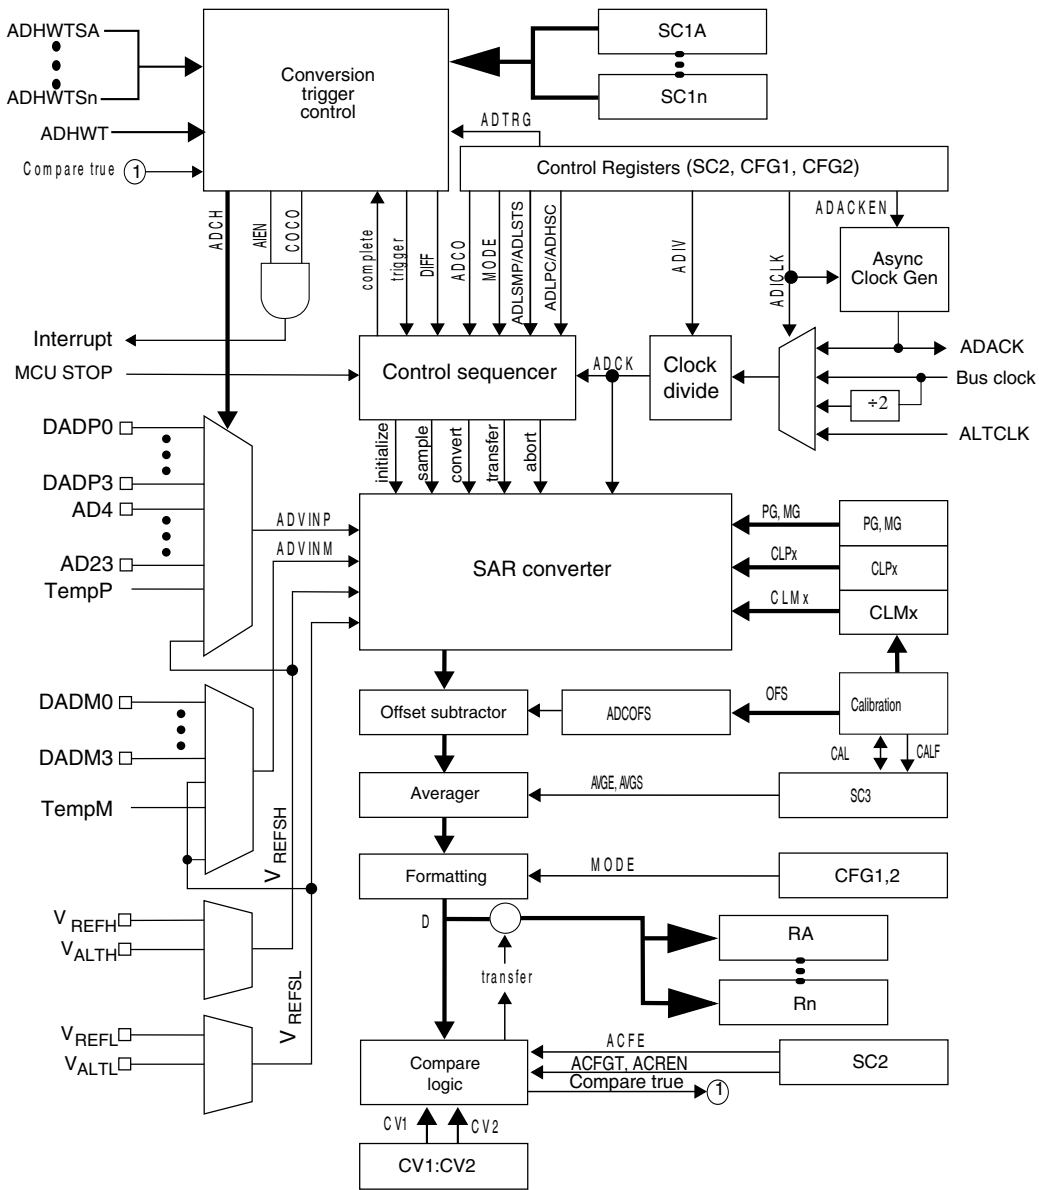 ADHWTSA
ADHWTSn
ADHWT
Compare true 1
Conversion
trigger
control
SC1A
SC1n
ADTRG
Control Registers (SC2, CFG1, CFG2)
ADCH
AIEN
COCO
complete
trigger
DIFF
ADCO
MODE
ADLSMP/ADLSTS
ADLPC/ADHSC
ADIV
ADICLK
ADACKEN
Async
Clock Gen
Interrupt
MCU STOP
Control sequencer
ADCK
Clock
divide
ADACK
Bus clock
÷2
ALTCLK
initialize
sample
convert
transfer
abort
DADP0
DADP3
AD4
AD23
TempP
ADVINP
ADVINM
SAR converter
PG, MG
PG, MG
CLPx
CLPx
CLMx
CLMx
DADM0
DADM3
TempM
Offset subtractor
ADCOFS
OFS
Calibration
CAL
CALF
Averager
AVGE, AVGS
SC3
V REFSH
Formatting
MODE
CFG1,2
V REFH
VALTH
D
RA
Rn
transfer
V REFSL
VREFL
VALTL
Compare
logic
ACFE
ACFGT, ACREN
Compare true
1
SC2
CV1
CV2
CV1:CV2